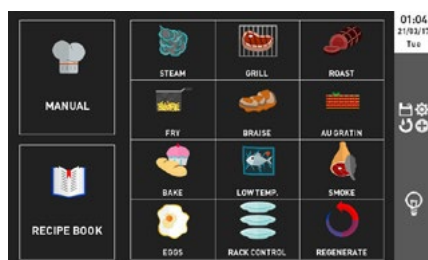 01:04
21/03/17
Tue
STEAM
GRILL
ROAST
MANUAL
FRY
BRAISE
AU GRATIN
BAKE
LOW TEMP.
SMOKE
RECIPE BOOK
EGGS
RACK CONTROL
REGENERATE